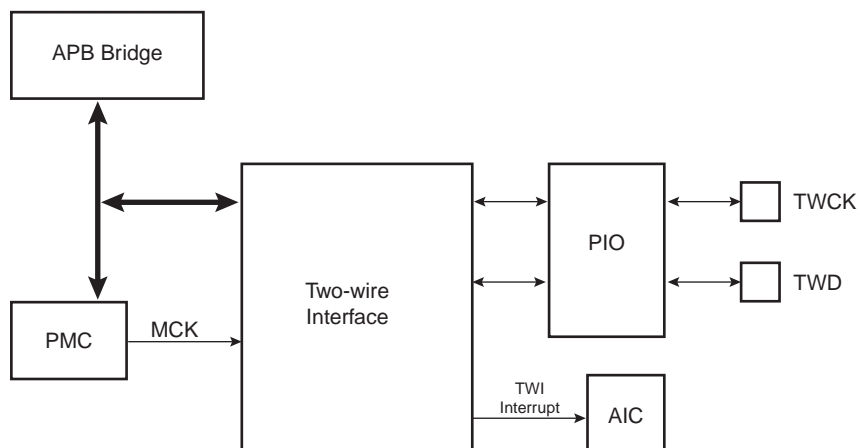 APB Bridge
TWCK
PIO
TWD
Two-wire
Interface
PMC
MCK
TWI
Interrupt
AIC